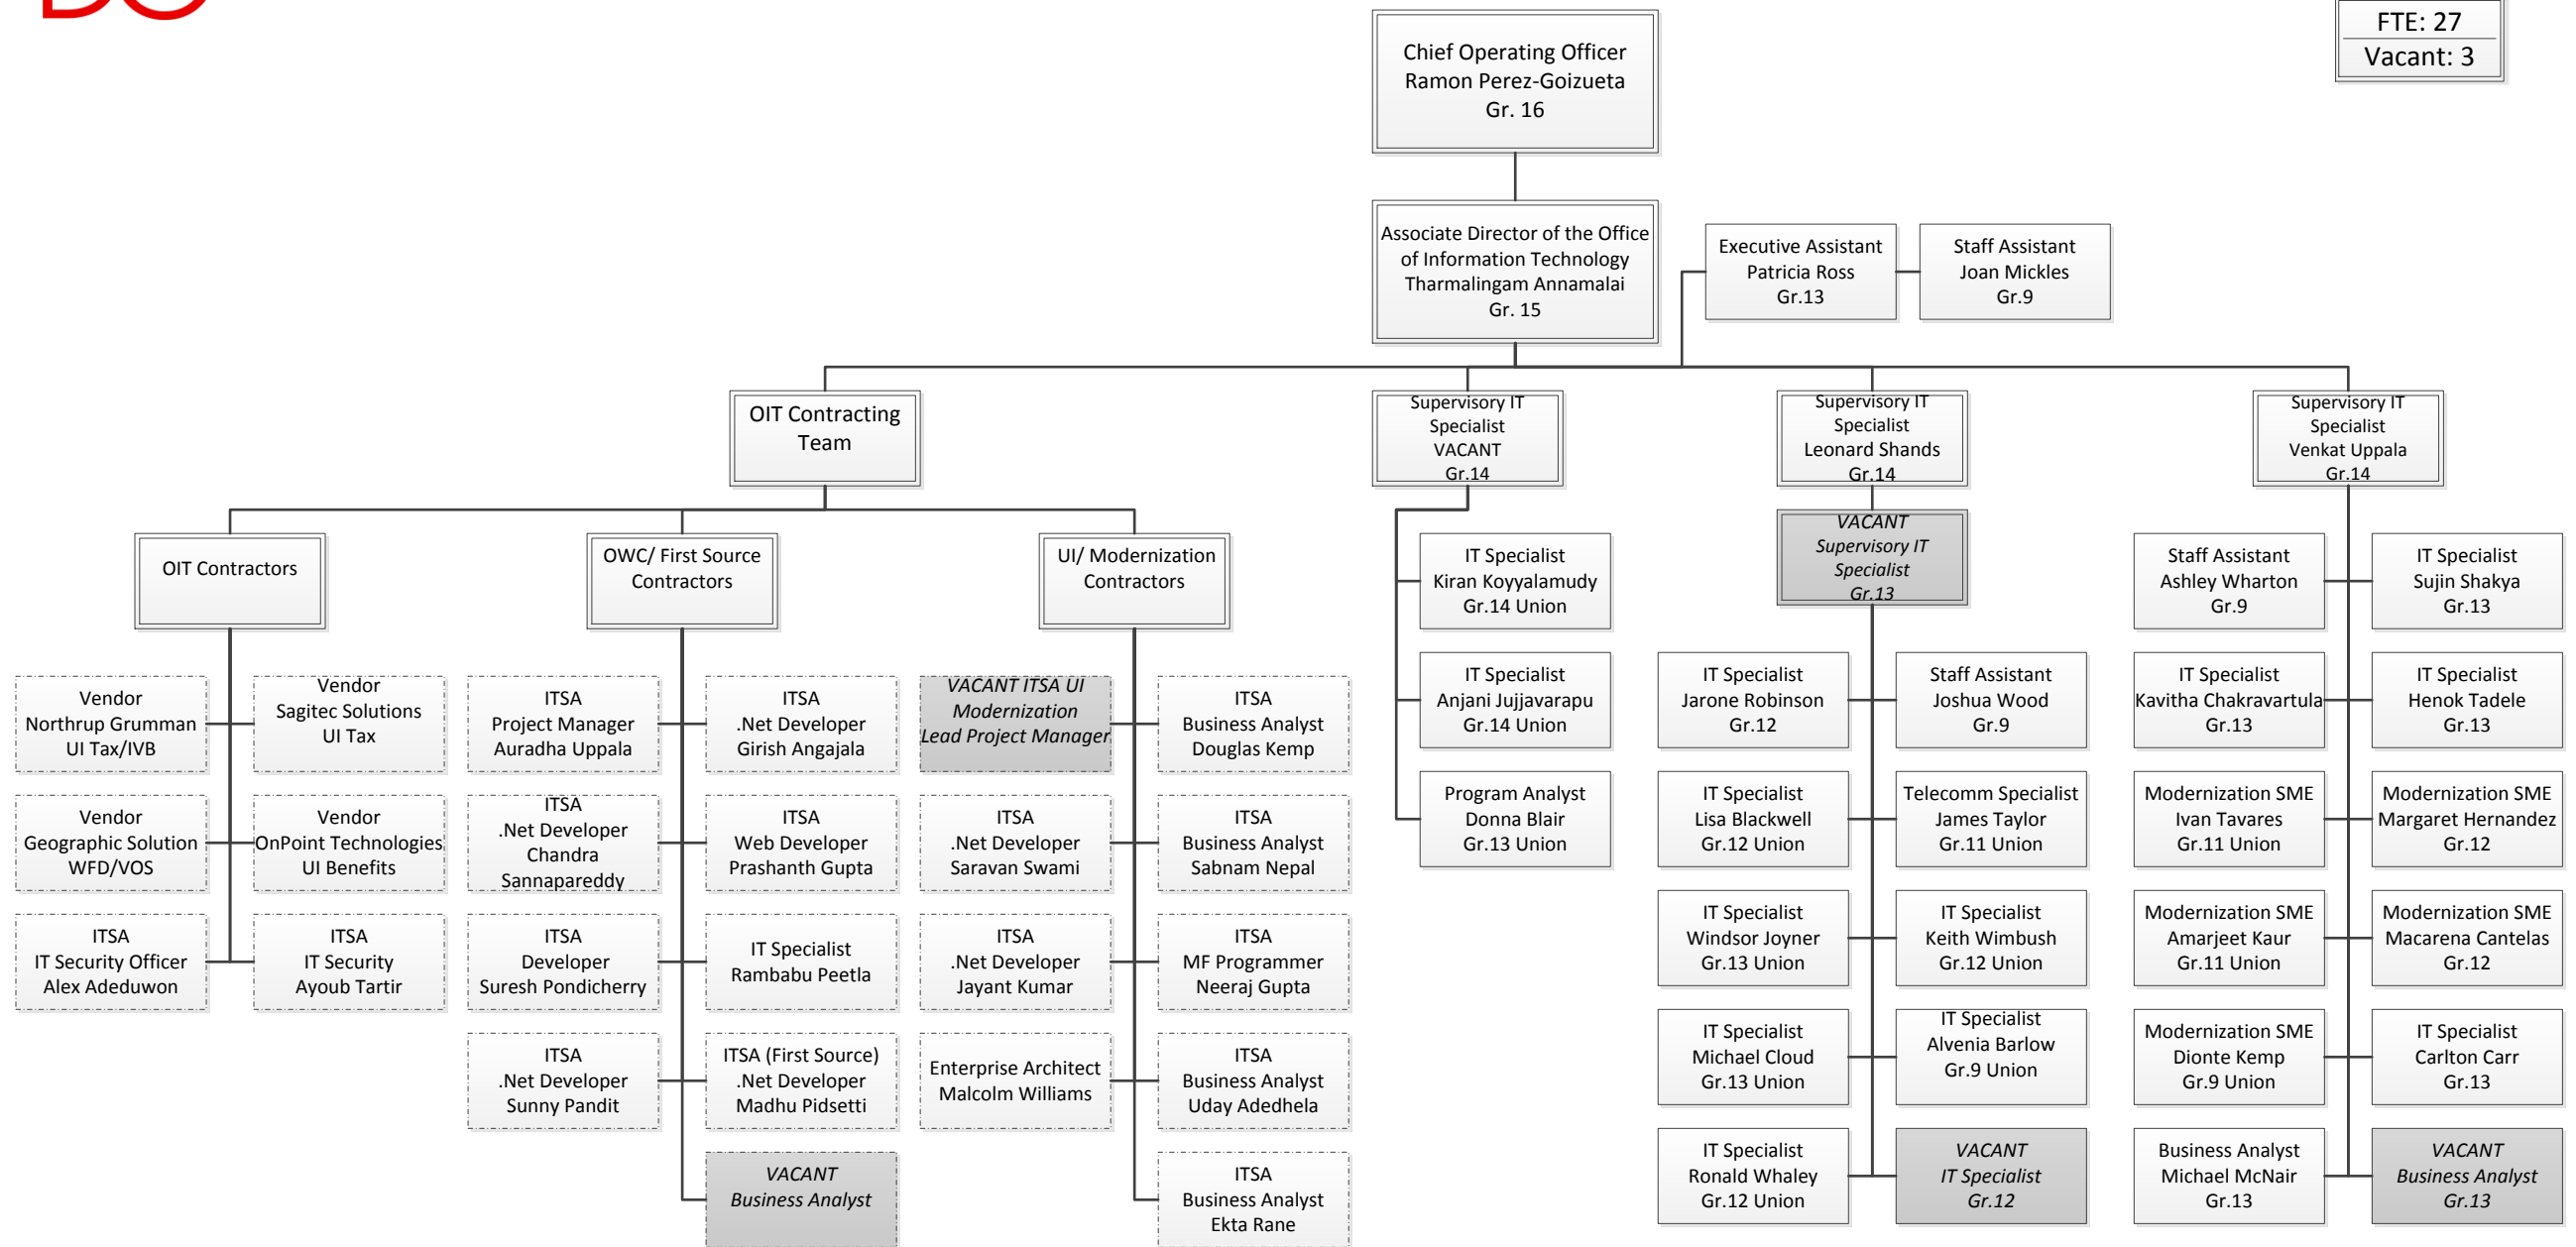 FTE: 27
Vacant: 3
Chief Operating Officer
Ramon Perez-Goizueta
Gr. 16
Associate Director of the Office
of Information Technology
Tharmalingam Annamalai
Gr. 15
Executive Assistant
Patricia Ross
Gr.13
Staff Assistant
Joan Mickles
Gr.9
OIT Contracting
Team
Supervisory IT
Specialist
VACANT
Gr.14
Supervisory IT
Specialist
Leonard Shands
Gr.14
Supervisory IT
Specialist
Venkat Uppala
Gr.14
OIT Contractors
OWC/ First Source
Contractors
UI/ Modernization
Contractors
Vendor
Northrup Grumman
UI Tax/IVB
Vendor
Sagitec Solutions
UI Tax
Vendor
Geographic Solution
WFD/VOS
Vendor
OnPoint Technologies
UI Benefits
ITSA
IT Security Officer
Alex Adeduwon
ITSA
IT Security
Ayoub Tartir
ITSA
Project Manager
Auradha Uppala
ITSA
.Net Developer
Girish Angajala
ITSA
.Net Developer
Chandra
Sannapareddy
ITSA
Web Developer
Prashanth Gupta
ITSA
Developer
Suresh Pondicherry
IT Specialist
Rambabu Peetla
ITSA
.Net Developer
Sunny Pandit
ITSA (First Source)
.Net Developer
Madhu Pidsetti
VACANT
Business Analyst
VACANT ITSA UI
Modernization
Lead Project Manager
ITSA
Business Analyst
Douglas Kemp
ITSA
.Net Developer
Saravan Swami
ITSA
Business Analyst
Sabnam Nepal
ITSA
.Net Developer
Jayant Kumar
ITSA
MF Programmer
Neeraj Gupta
Enterprise Architect
Malcolm Williams
ITSA
Business Analyst
Uday Adedhela
ITSA
Business Analyst
Ekta Rane
IT Specialist
Kiran Koyyalamudy
Gr.14 Union
IT Specialist
Anjani Jujjavarapu
Gr.14 Union
Program Analyst
Donna Blair
Gr.13 Union
VACANT
Supervisory IT
Specialist
Gr.13
IT Specialist
Jarone Robinson
Gr.12
Staff Assistant
Joshua Wood
Gr.9
IT Specialist
Lisa Blackwell
Gr.12 Union
Telecomm Specialist
James Taylor
Gr.11 Union
IT Specialist
Windsor Joyner
Gr.13 Union
IT Specialist
Keith Wimbush
Gr.12 Union
IT Specialist
Michael Cloud
Gr.13 Union
IT Specialist
Alvenia Barlow
Gr.9 Union
IT Specialist
Ronald Whaley
Gr.12 Union
VACANT
IT Specialist
Gr.12
Staff Assistant
Ashley Wharton
Gr.9
IT Specialist
Sujin Shakya
Gr.13
IT Specialist
Kavitha Chakravartula
Gr.13
IT Specialist
Henok Tadele
Gr.13
Modernization SME
Ivan Tavares
Gr.11 Union
Modernization SME
Margaret Hernandez
Gr.12
Modernization SME
Amarjeet Kaur
Gr.11 Union
Modernization SME
Macarena Cantelas
Gr.12
Modernization SME
Dionte Kemp
Gr.9 Union
IT Specialist
Carlton Carr
Gr.13
Business Analyst
Michael McNair
Gr.13
VACANT
Business Analyst
Gr.13